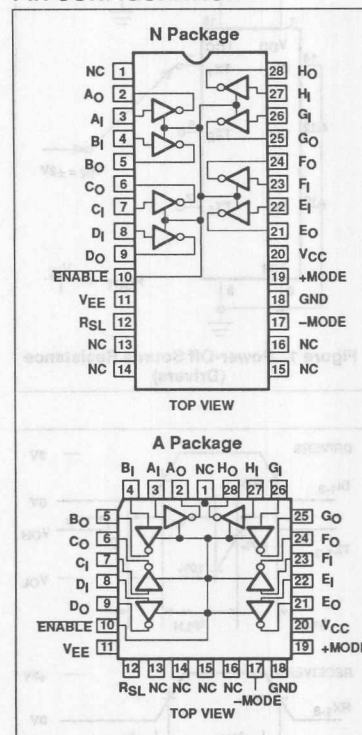 N Package
NC 1
AO 2
AI 3
BI 4
BO 5
CO 6
CI 7
DI 8
DO 9
ENABLE 10
VEE 11
RSL 12
NC 13
NC 14
28 HO
27 HI
26 GI
25 GO
24 FO
23 FI
22 EI
21 EO
20 VCC
19 +MODE
18 GND
17 -MODE
16 NC
15 NC
TOP VIEW
A Package
BI AI AO NC HO HI GI
4 3 2 1 28 27 26
BO 5
CO 6
CI 7
DI 8
DO 9
ENABLE 10
VEE 11
25 GO
24 FO
23 FI
22 EI
21 EO
20 VCC
19 +MODE
12 13 14 15 16 17 18
RSL NC NC NC NC GND
-MODE
TOP VIEW